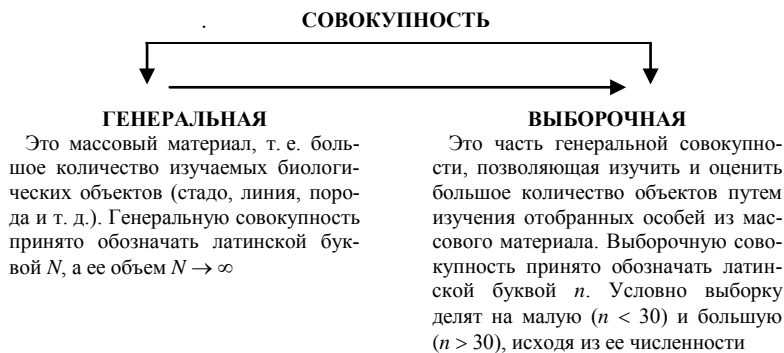 СОВОКУПНОСТЬ
ГЕНЕРАЛЬНАЯ
Это массовый материал, т. е. боль-
шое количество изучаемых биологи-
ческих объектов (стадо, линия, поро-
да и т. д.). Генеральную совокупность
принято обозначать латинской бук-
вой N, а ее объем N → ∞
ВЫБОРОЧНАЯ
Это часть генеральной совокупно-
сти, позволяющая изучить и оценить
большое количество объектов путем
изучения отобранных особей из мас-
сового материала. Выборочную сово-
купность принято обозначать латин-
ской буквой n. Условно выборку
делят на малую (n < 30) и большую
(n > 30), исходя из ее численности